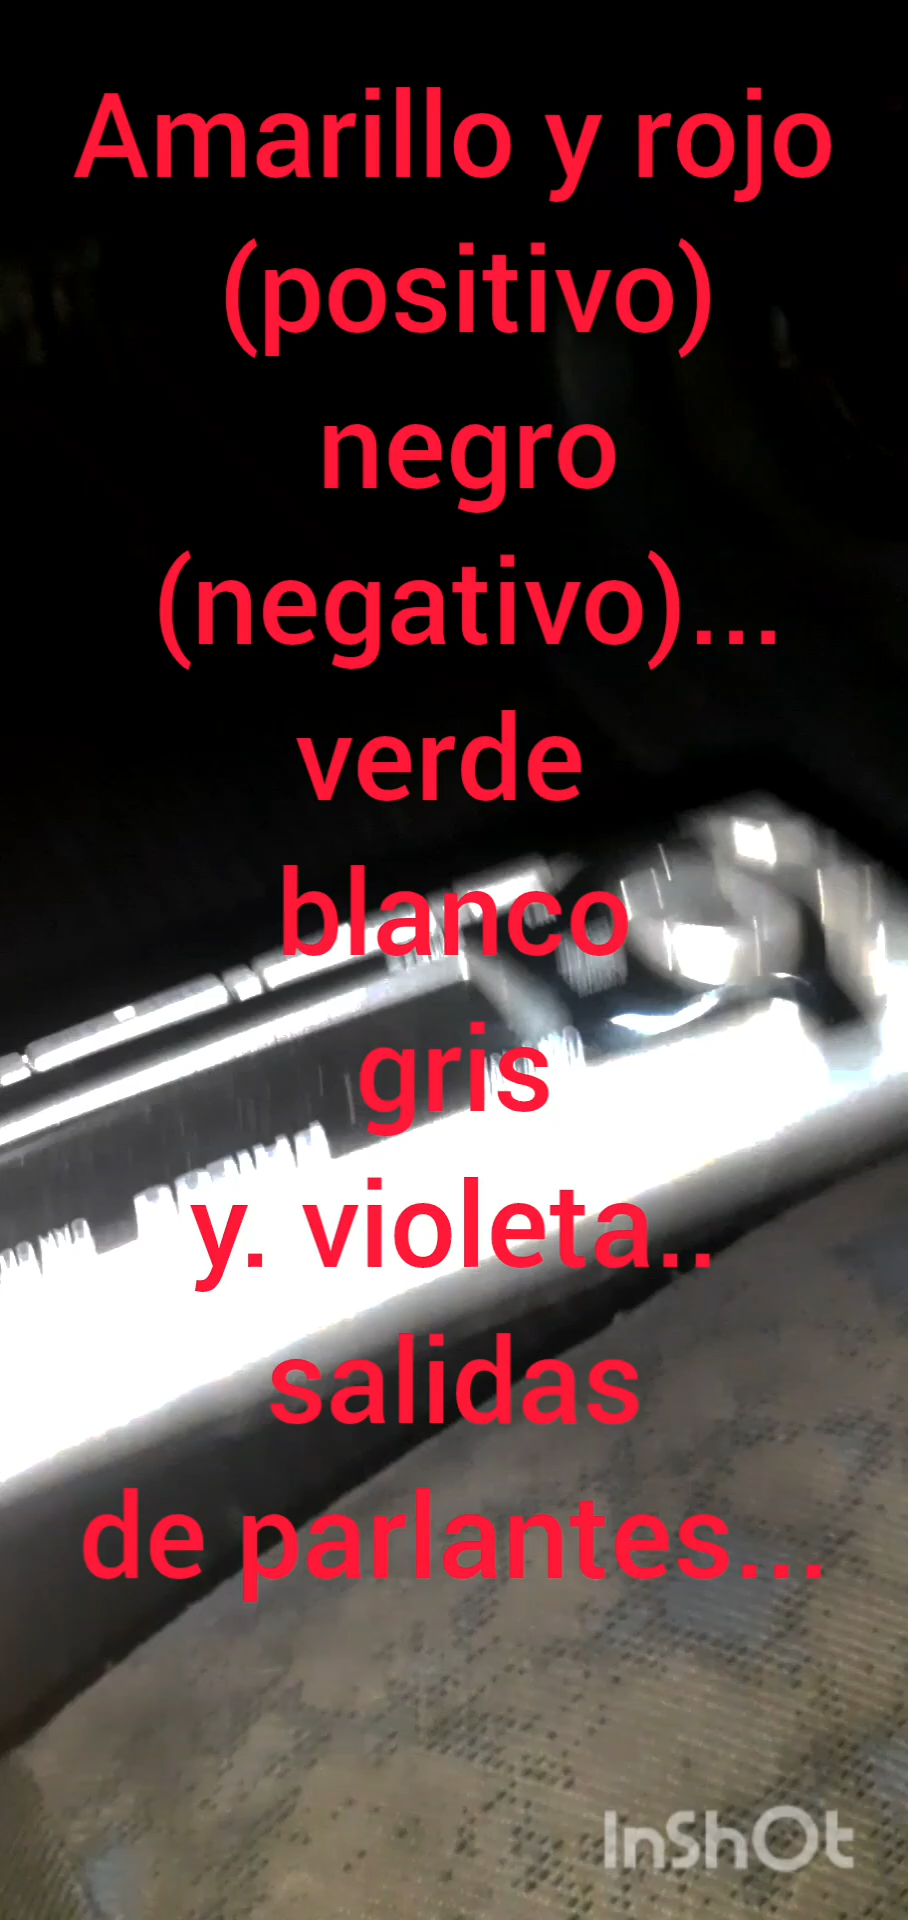 Amarillo y rojo
(positivo)
negro
(negativo)...
verde
blanco
gris
y. violeta..
salidas
de parlantes...
InShOt